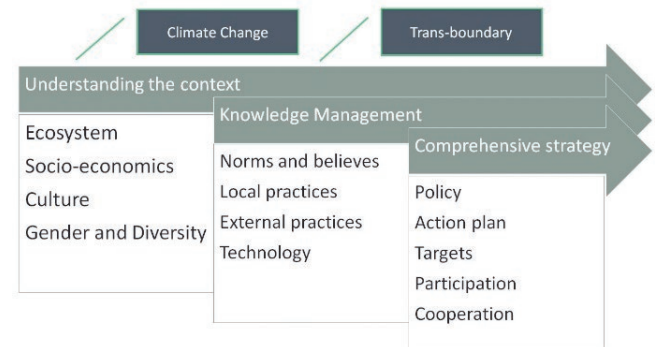 Climate Change
Trans-boundary
Understanding the context
Ecosystem
Socio-economics
Culture
Gender and Diversity
Knowledge Management
Norms and believes
Local practices
External practices
Technology
Comprehensive strategy
Policy
Action plan
Targets
Participation
Cooperation